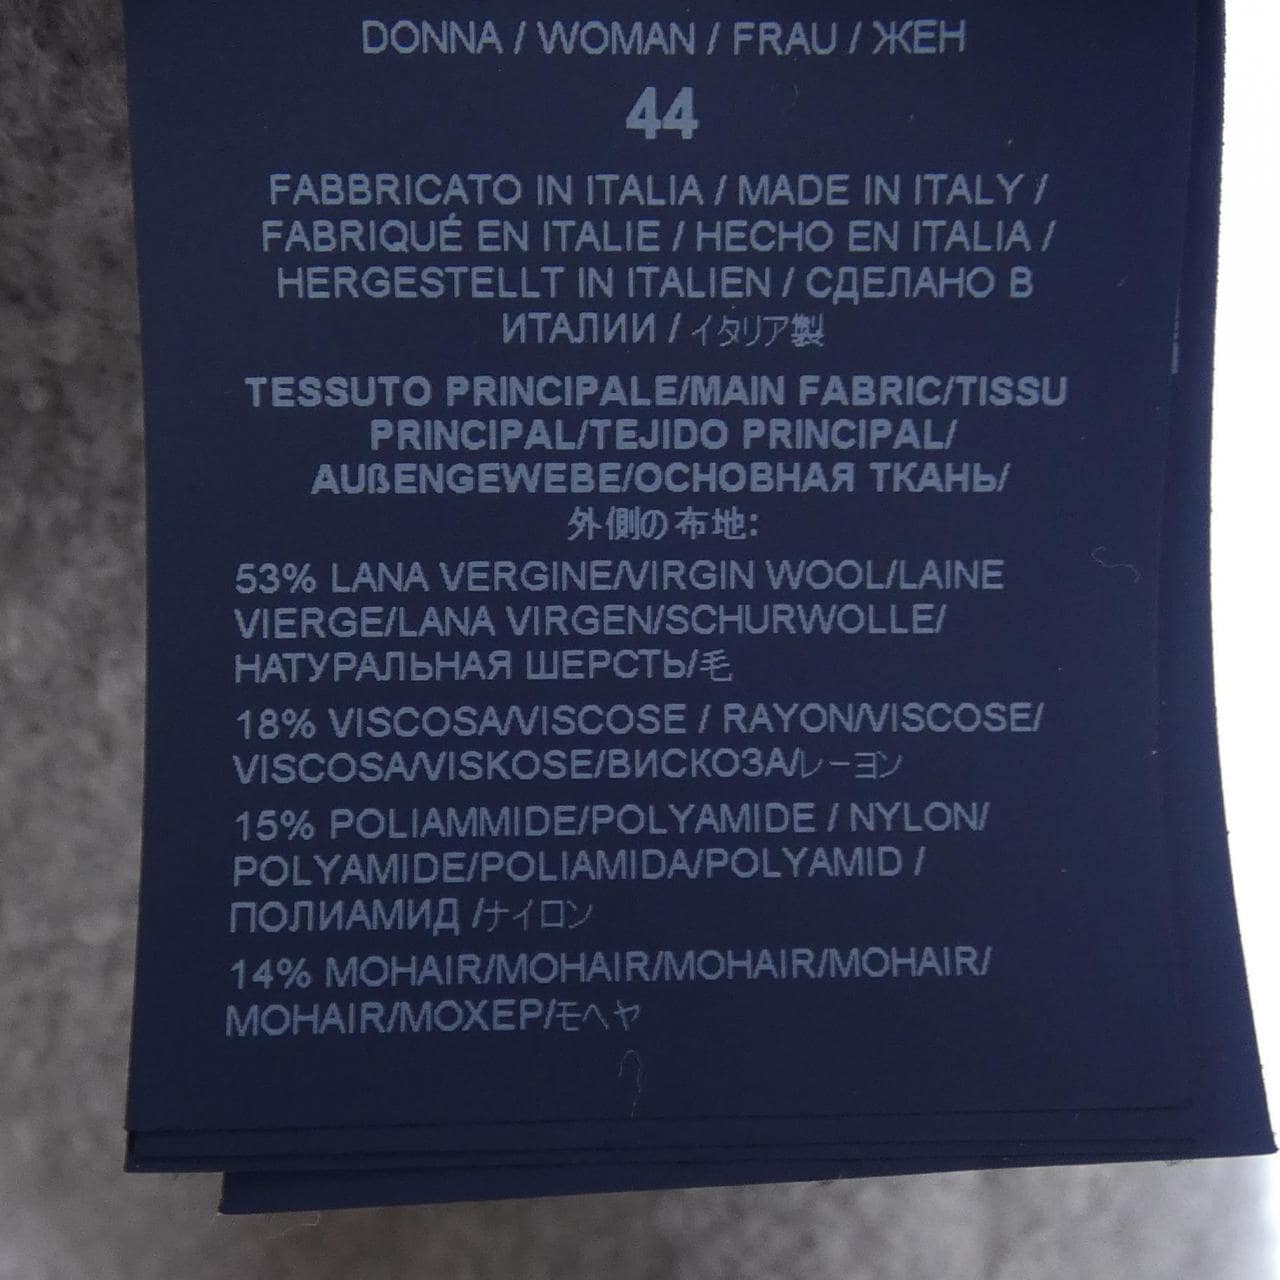 DONNA / WOMAN / FRAU / ЖЕН
44
FABBRICATO IN ITALIA / MADE IN ITALY /
FABRIQUÉ EN ITALIE / HECHO EN ITALIA /
HERGESTELLT IN ITALIEN / СДЕЛАНО В
ИТАЛИИ / イタリア製
TESSUTO PRINCIPALE/MAIN FABRIC/TISSU
PRINCIPAL/TEJIDO PRINCIPAL/
AUßENGEWEBE/ОСНОВНАЯ ТКАНЬ/
外側の布地:
53% LANA VERGINE/VIRGIN WOOL/LAINE
VIERGE/LANA VIRGEN/SCHURWOLLE/
НАТУРАЛЬНАЯ ШЕРСТЬ/毛
18% VISCOSA/VISCOSE / RAYON/VISCOSE/
VISCOSA/VISKOSE/ВИСКОЗА/レーヨン
15% POLIAMMIDE/POLYAMIDE / NYLON/
POLYAMIDE/POLIAMIDA/POLYAMID /
ПОЛИАМИД /ナイロン
14% MOHAIR/MOHAIR/MOHAIR/MOHAIR/
MOHAIR/МОХЕР/モヘヤ